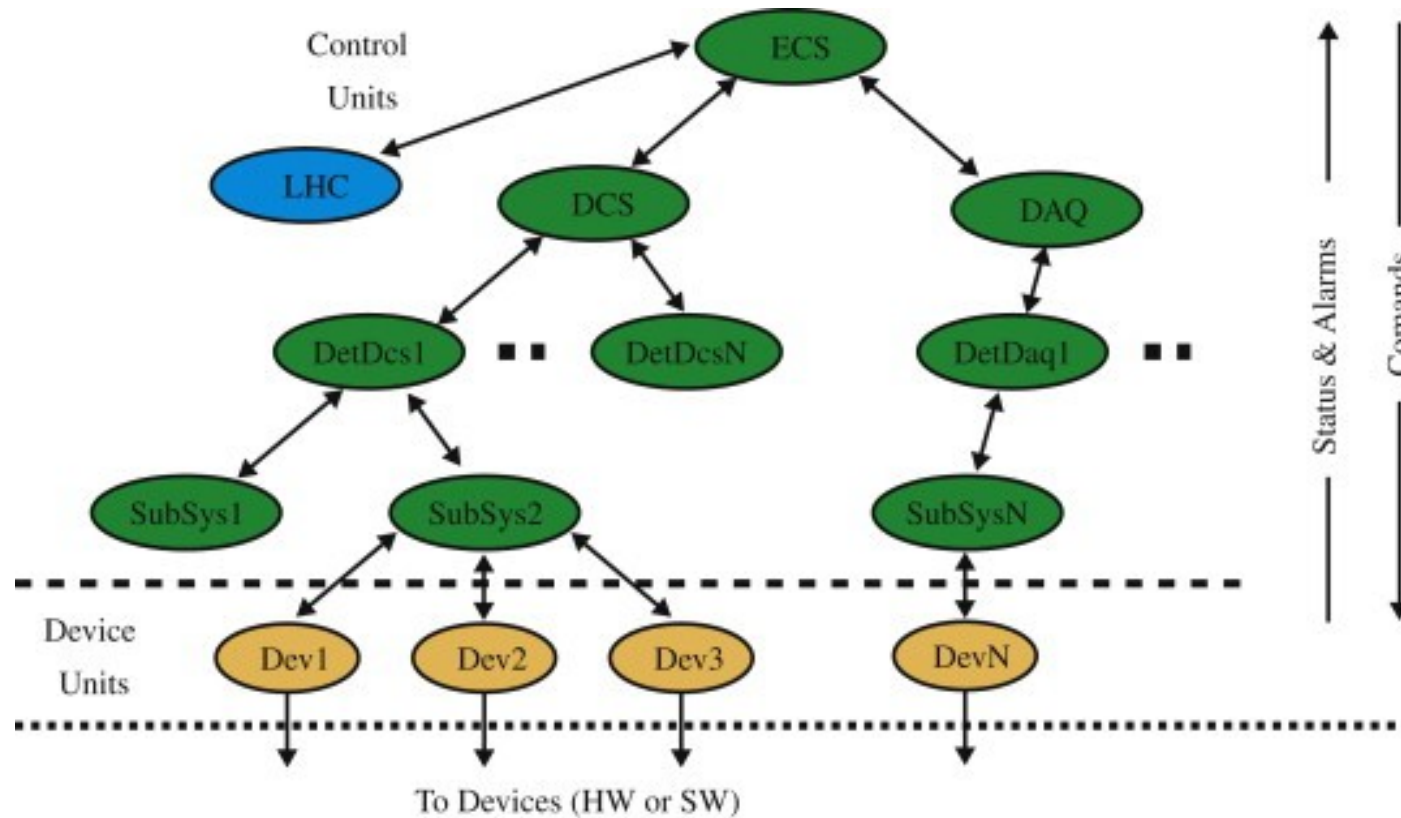 Control
Units
ECS
LHC
DCS
DAQ
DetDcs1
DetDcsN
DetDaq1
SubSys1
SubSys2
SubSysN
Status & Alarms
Comands
Device
Units
Dev1
Dev2
Dev3
DevN
To Devices (HW or SW)